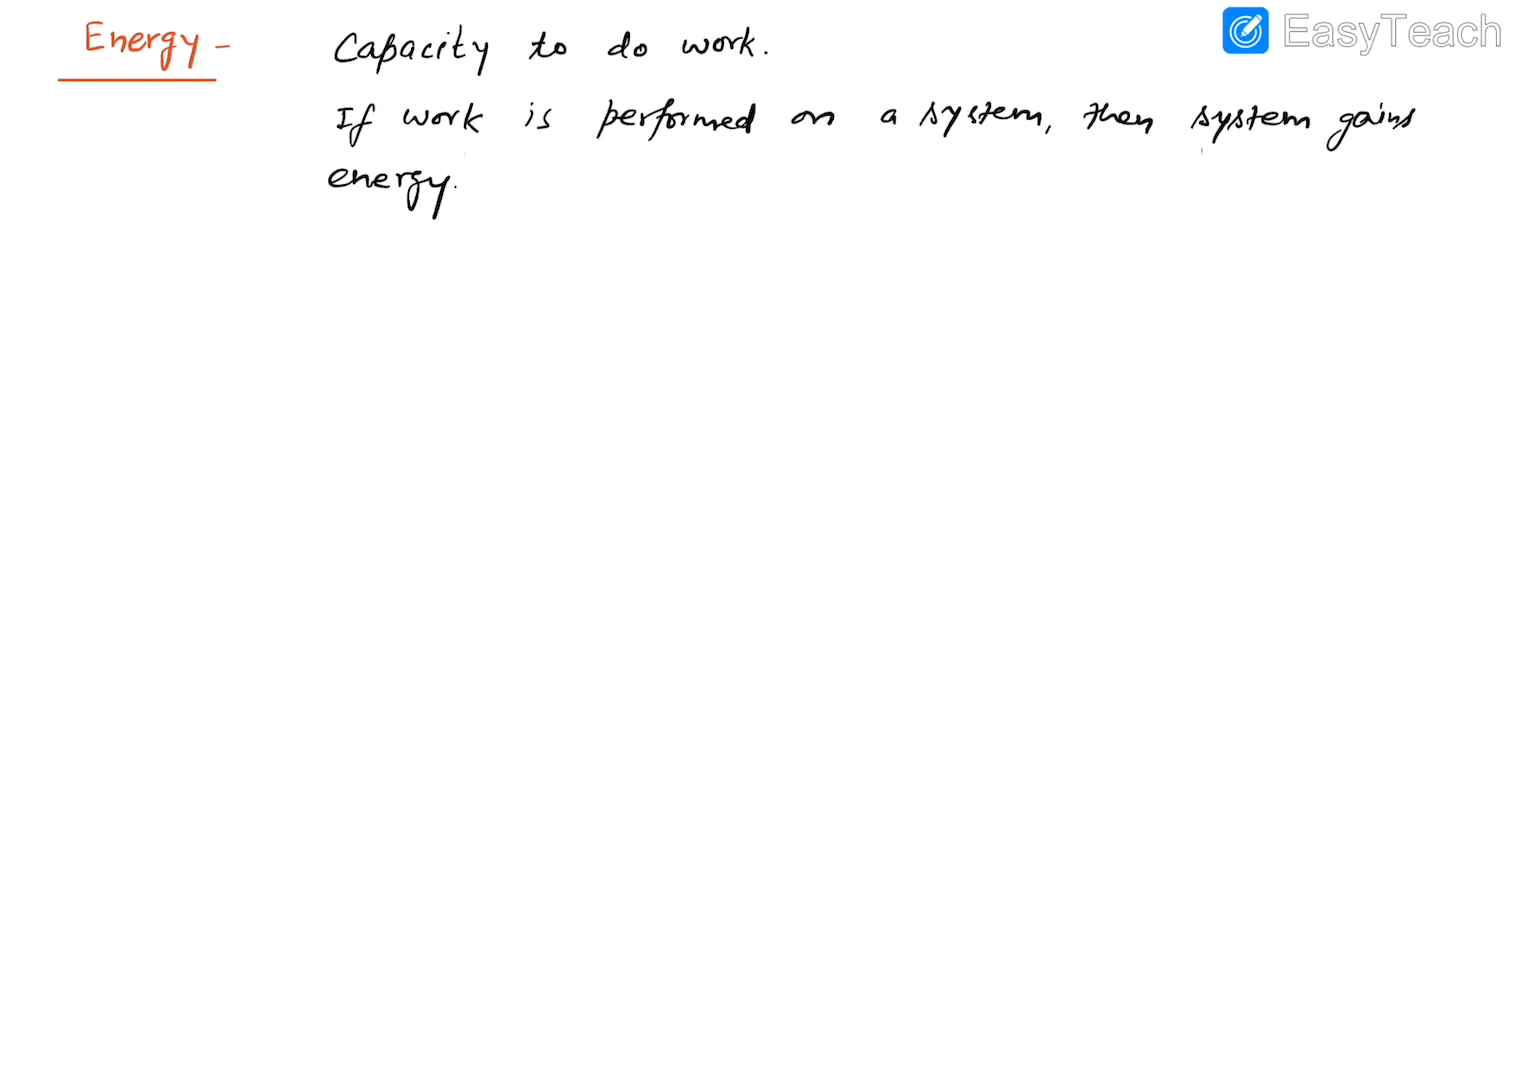 Energy - Capacity to do work.
EasyTeach
If work is performed on a system, then system gains
energy.